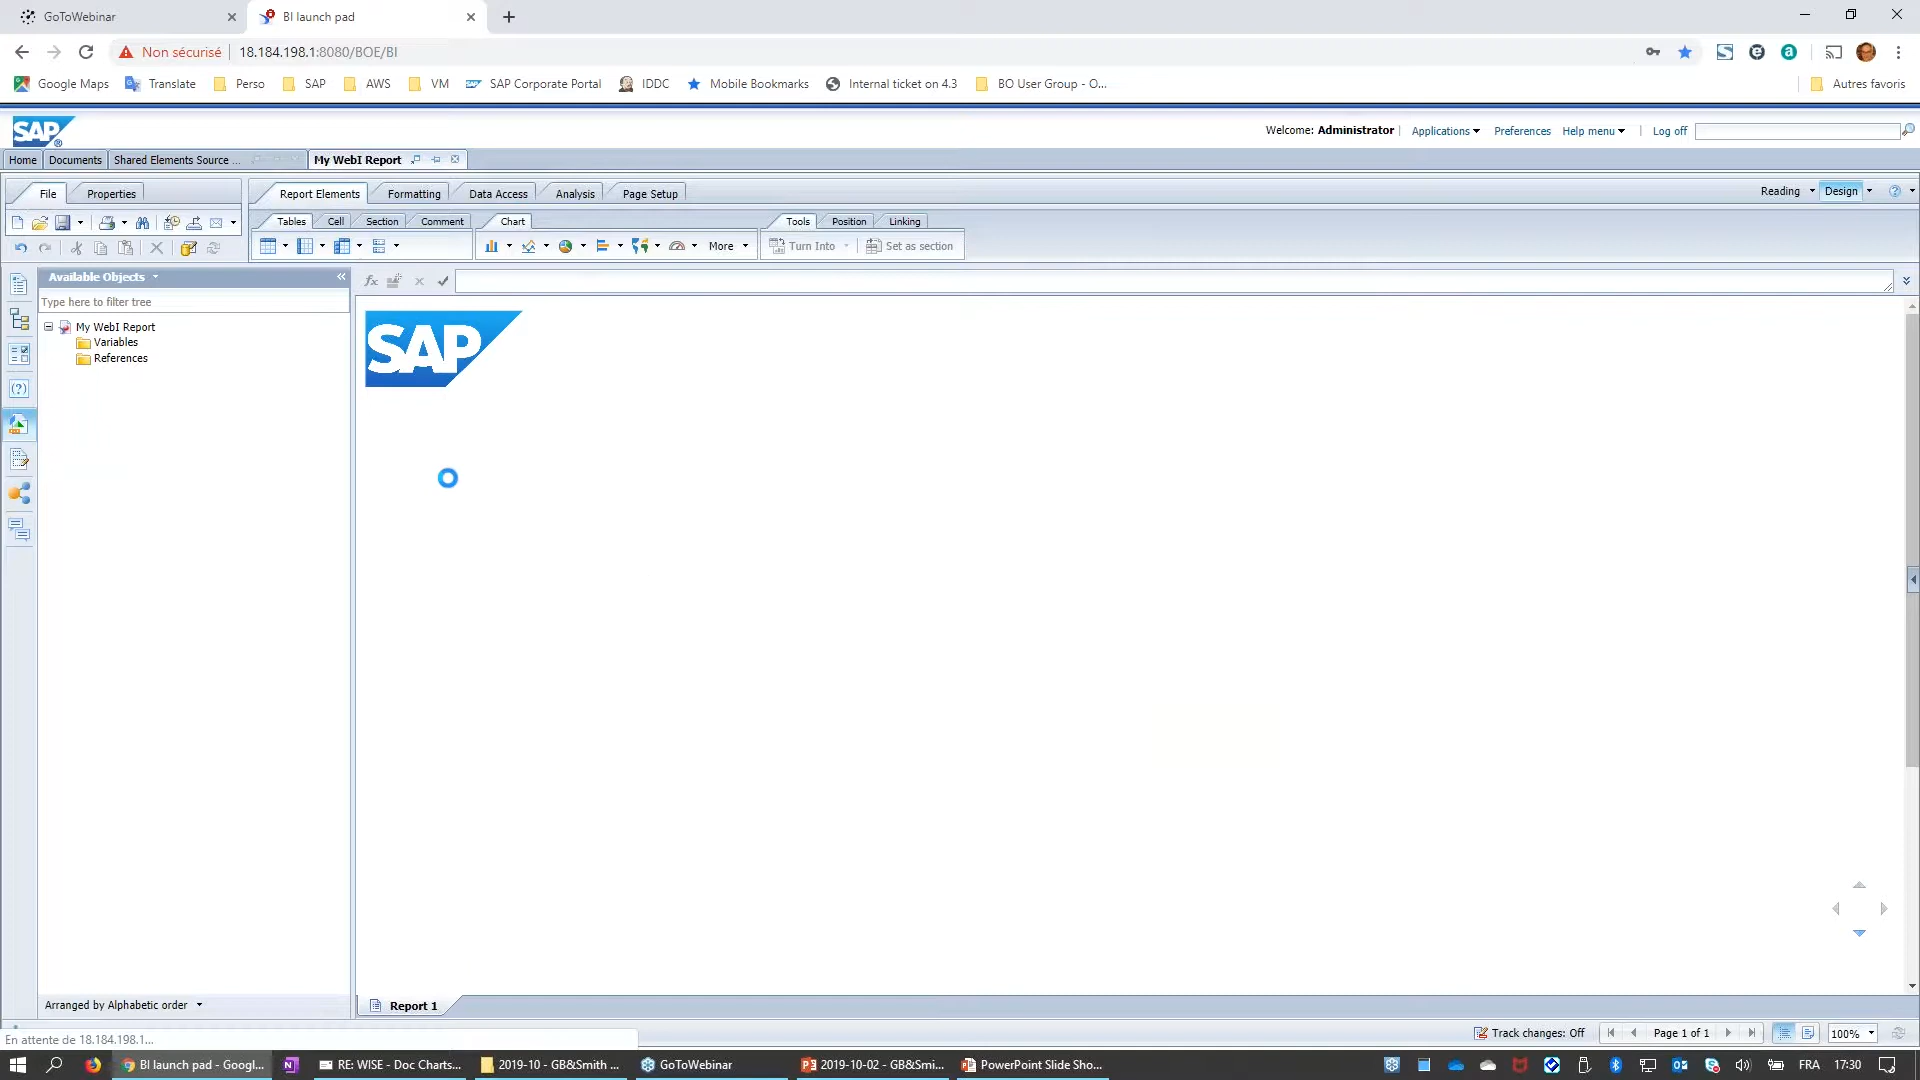 GoToWebinar
BI launch pad
Non sécurisé
18.184.198.1:8080/BOE/BI
Google Maps Translate Perso SAP AWS VM SAP Corporate Portal IDDC Mobile Bookmarks Internal ticket on 4.3 BO User Group - O... Autres favoris
SAP ®
Welcome: Administrator Applications Preferences Help menu Log off
Home Documents Shared Elements Source ... My WebI Report
File Properties Report Elements Formatting Data Access Analysis Page Setup Reading Design
Tables Cell Section Comment Chart Tools Position Linking
More Turn Into Set as section
Available Objects
Type here to filter tree
My WebI Report
Variables
References
SAP
Arranged by Alphabetic order
Report 1
Track changes: Off Page 1 of 1 100%
En attente de 18.184.198.1...
BI launch pad - Googl... RE: WISE - Doc Charts... 2019-10 - GB&Smith ... GoToWebinar 2019-10-02 - GB&Smi... PowerPoint Slide Sho... FRA 17:30